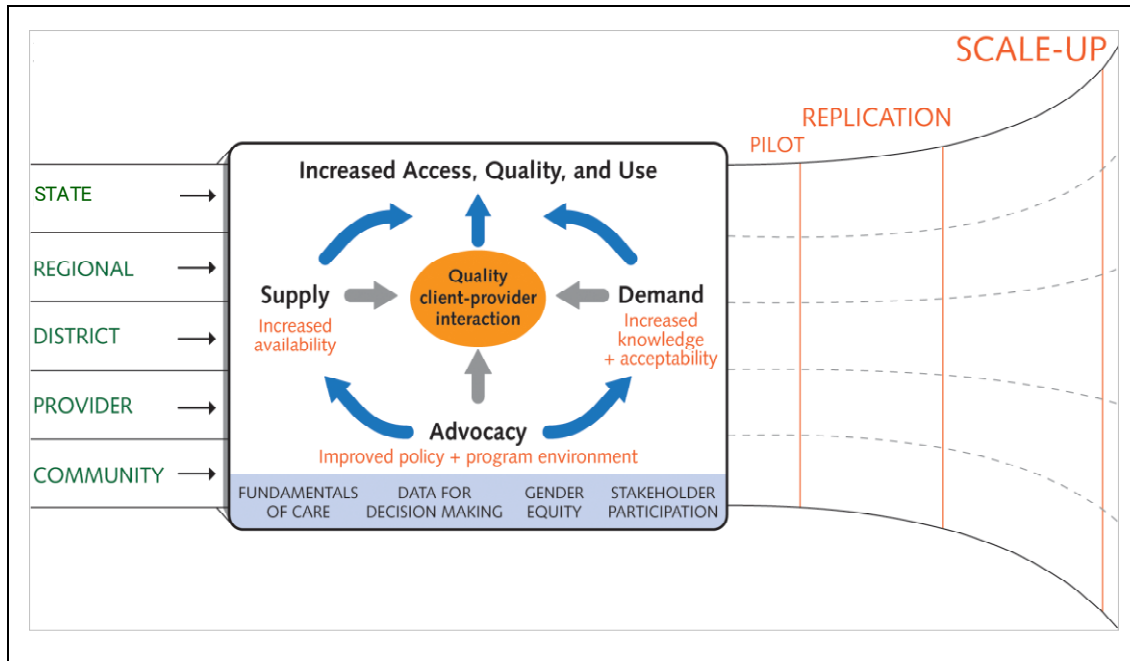 SCALE-UP
REPLICATION
PILOT
STATE
REGIONAL
DISTRICT
PROVIDER
COMMUNITY
Increased Access, Quality, and Use
Quality
client-provider
interaction
Supply
Increased
availability
Demand
Increased
knowledge
+ acceptability
Advocacy
Improved policy + program environment
FUNDAMENTALS
OF CARE
DATA FOR
DECISION MAKING
GENDER
EQUITY
STAKEHOLDER
PARTICIPATION